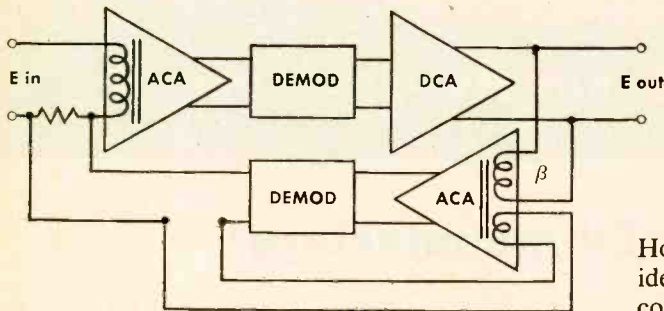 E in
ACA
DEMOD
DCA
E out
DEMOD
ACA
β
Ho
ide
co